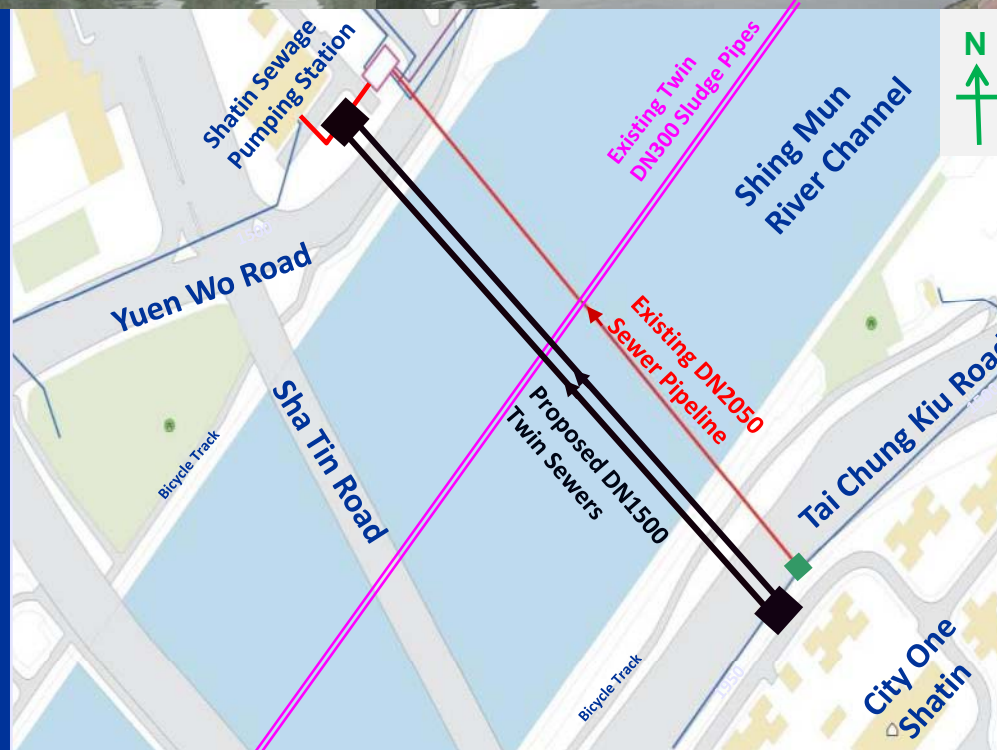 Shatin Sewage
Pumping Station
N
Existing Twin
DN300 Sludge Pipes
Shing Mun
River Channel
Yuen Wo Road
Existing DN2050
Sewer Pipeline
Sha Tin Road
Proposed DN1500
Twin Sewers
Tai Chung Kiu Road
Bicycle Track
Bicycle Track
City One
Shatin